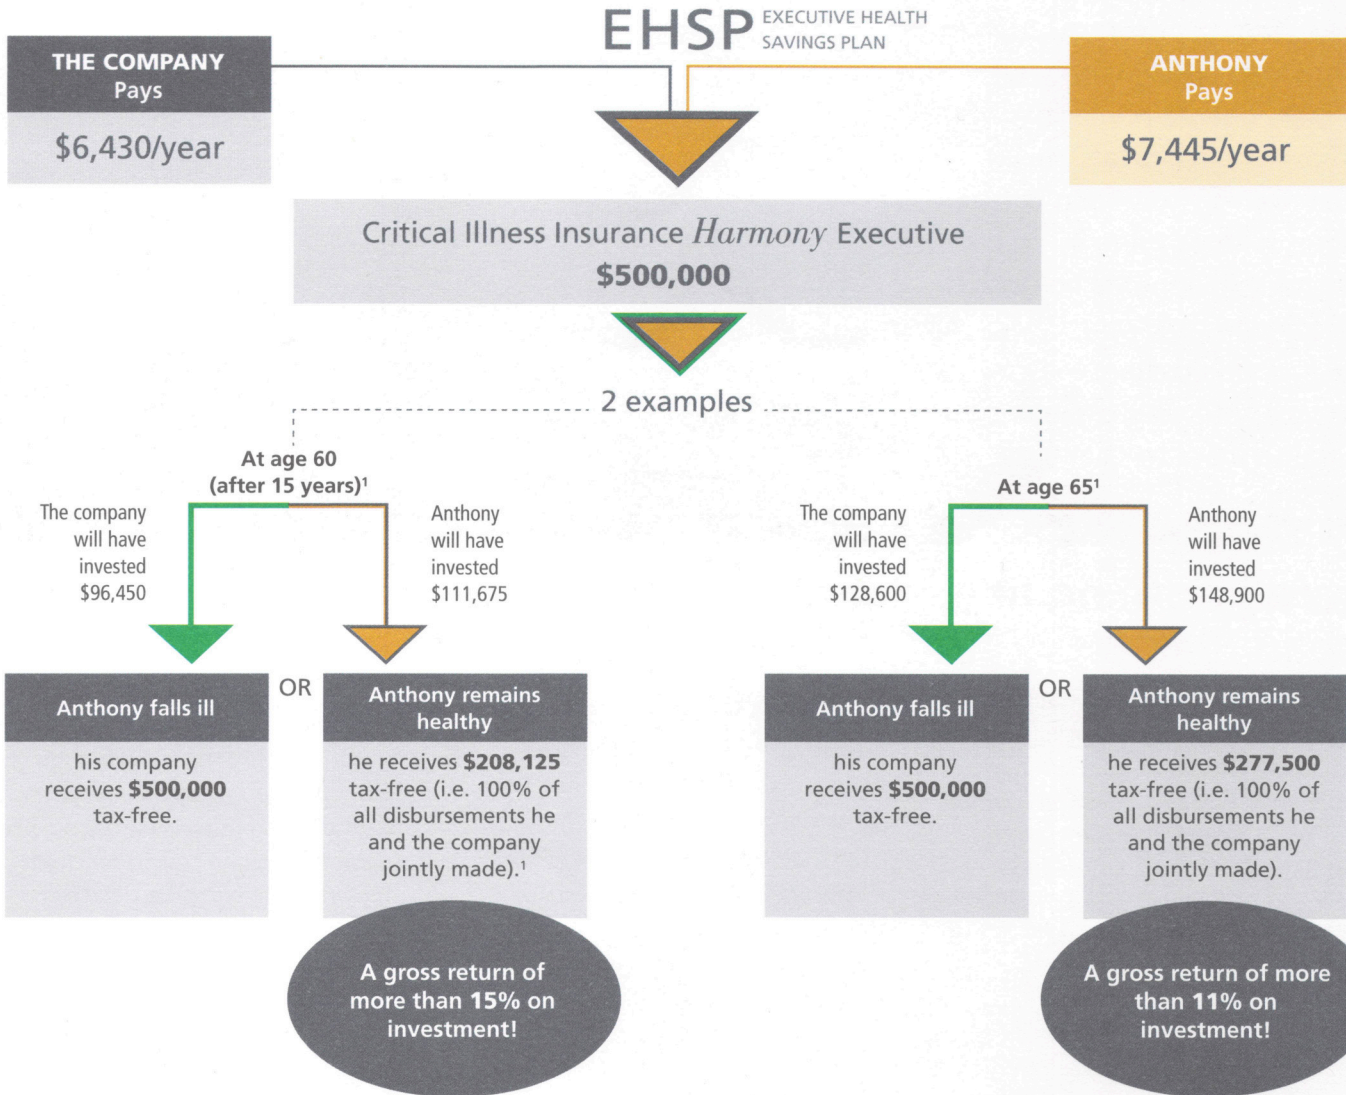 EHSP EXECUTIVE HEALTH
SAVINGS PLAN
THE COMPANY
Pays
$6,430/year
ANTHONY
Pays
$7,445/year
Critical Illness Insurance Harmony Executive
$500,000
2 examples
At age 60
(after 15 years)¹
The company
will have
invested
$96,450
Anthony
will have
invested
$111,675
Anthony falls ill
his company
receives $500,000
tax-free.
OR
Anthony remains
healthy
he receives $208,125
tax-free (i.e. 100% of
all disbursements he
and the company
jointly made).¹
A gross return of
more than 15% on
investment!
At age 65¹
The company
will have
invested
$128,600
Anthony
will have
invested
$148,900
Anthony falls ill
his company
receives $500,000
tax-free.
OR
Anthony remains
healthy
he receives $277,500
tax-free (i.e. 100% of
all disbursements he
and the company
jointly made).
A gross return of more
than 11% on
investment!